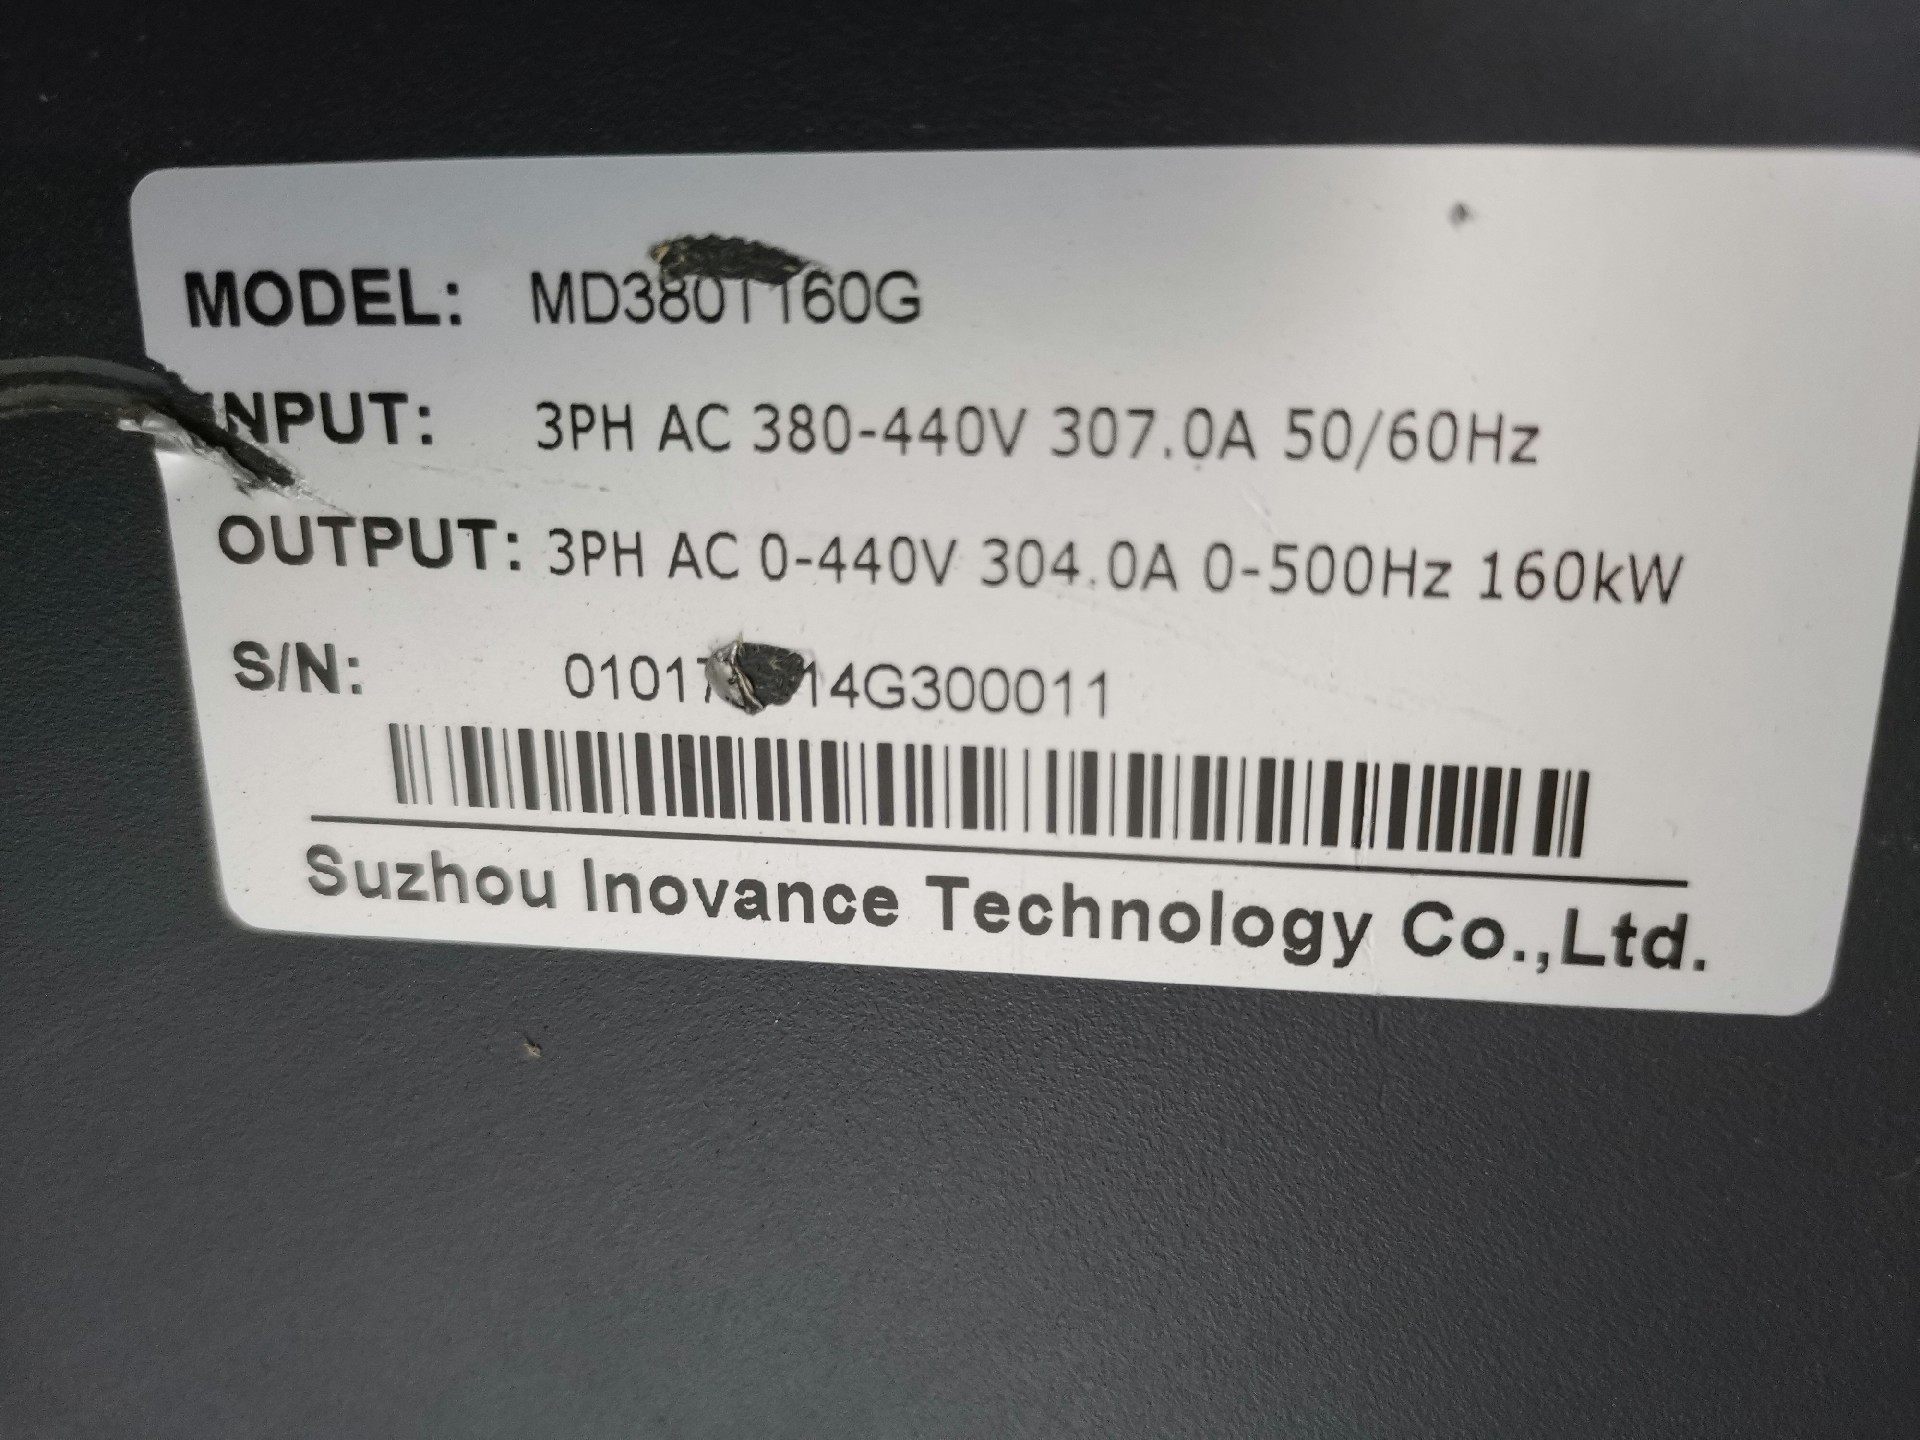 MODEL: MD380T160G
INPUT: 3PH AC 380-440V 307.0A 50/60Hz
OUTPUT: 3PH AC 0-440V 304.0A 0-500Hz 160kW
S/N:
Suzhou Inovance Technology Co.,Ltd.